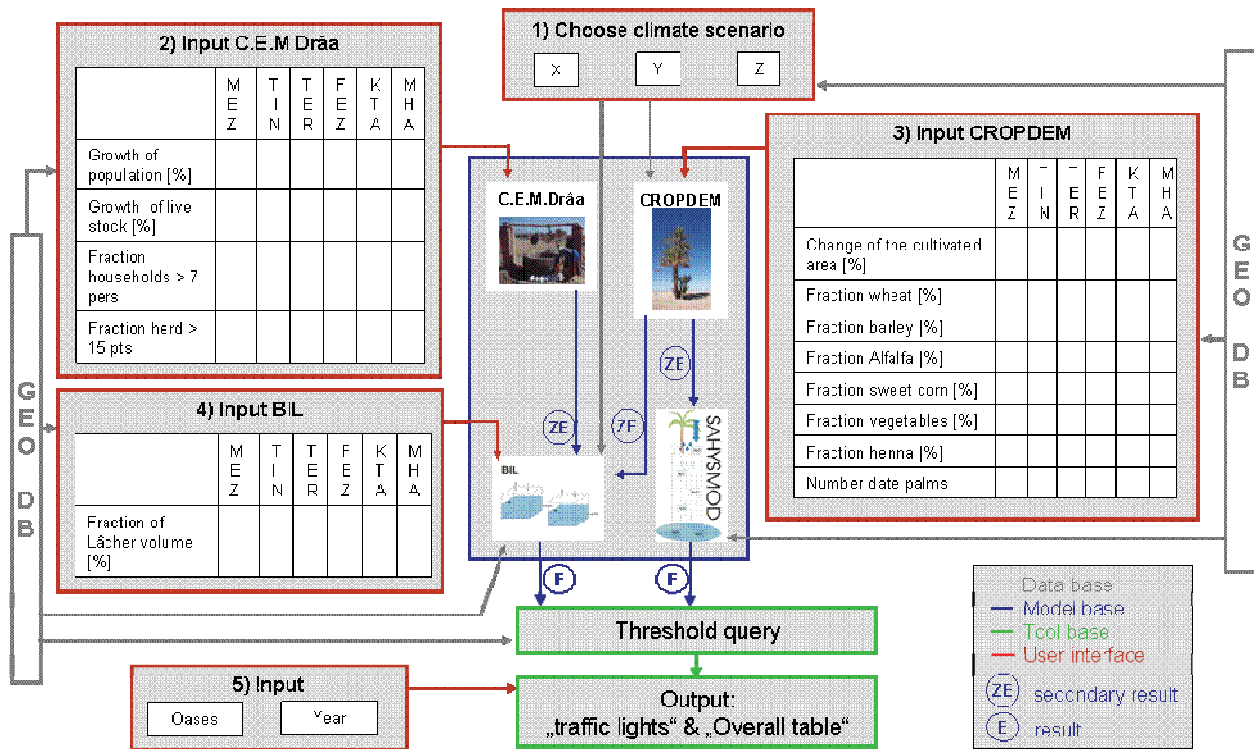 1) Choose climate scenario
X Y Z
2) Input C.E.M Drâa
MEZ TIN TER FEZ KTA MHA
Growth of
population [%]
Growth of live
stock [%]
Fraction
households > 7
pers
Fraction herd >
15 pts
3) Input CROPDEM
MEZ TIN TER FEZ KTA MHA
Change of the cultivated
area [%]
Fraction wheat [%]
Fraction barley [%]
Fraction Alfalfa [%]
Fraction sweet corn [%]
Fraction vegetables [%]
Fraction henna [%]
Number date palms
C.E.M.Drâa
CROPDEM
ZE
ZE
ZE
BIL
SAHYSMOD
4) Input BIL
MEZ TIN TER FEZ KTA MHA
Fraction of
Lâcher volume
[%]
GEO DB
GEO DB
E
E
Threshold query
5) Input
Oases Year
Output:
„traffic lights“ & „Overall table“
Data base
Model base
Tool base
User interface
ZE secondary result
E result